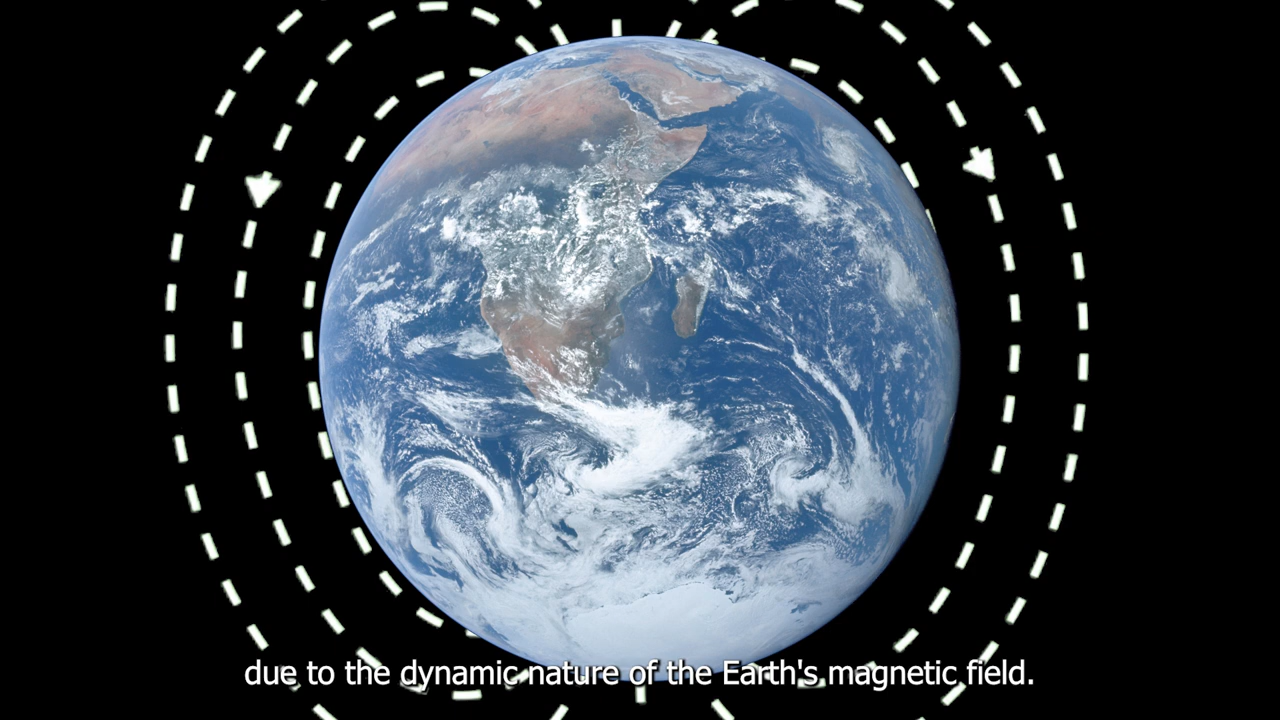 due to the dynamic nature of the Earth's magnetic field.